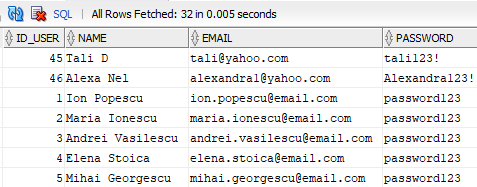 SQL | All Rows Fetched: 32 in 0.005 seconds
ID_USER NAME EMAIL PASSWORD
45 Tali D tali@yahoo.com tali123!
46 Alexa Nel alexandra1@yahoo.com Alexandra123!
1 Ion Popescu ion.popescu@email.com password123
2 Maria Ionescu maria.ionescu@email.com password123
3 Andrei Vasilescu andrei.vasilescu@email.com password123
4 Elena Stoica elena.stoica@email.com password123
5 Mihai Georgescu mihai.georgescu@email.com password123